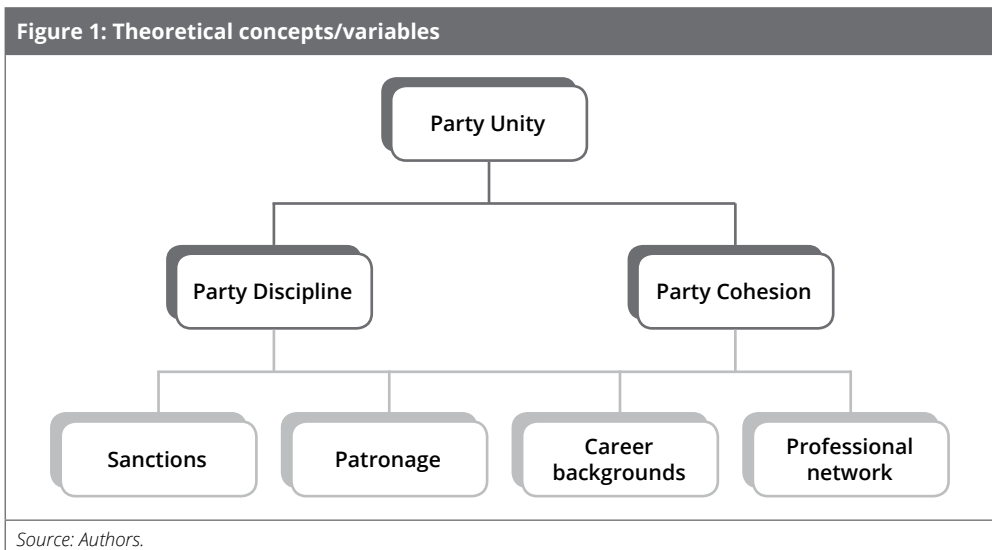 Figure 1: Theoretical concepts/variables
Party Unity
Party Discipline
Party Cohesion
Sanctions
Patronage
Career
backgrounds
Professional
network
Source: Authors.